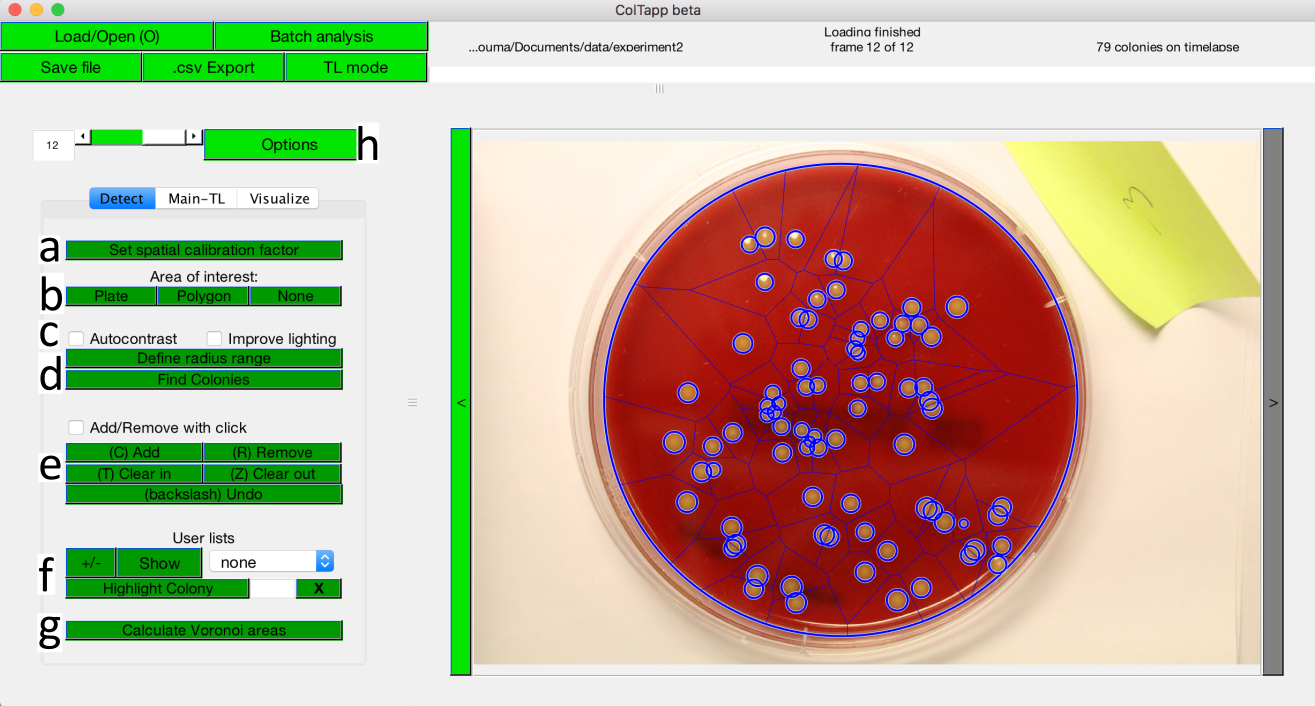 ColTapp beta
Load/Open (O) Batch analysis
Save file .csv Export TL mode
...ouma/Documents/data/experiment2
Loading finished
frame 12 of 12
79 colonies on timelapse
12
Options h
Detect Main-TL Visualize
a Set spatial calibration factor
Area of interest:
b Plate Polygon None
c Autocontrast Improve lighting
Define radius range
d Find Colonies
Add/Remove with click
(C) Add (R) Remove
e (T) Clear in (Z) Clear out
(backslash) Undo
User lists
f +/- Show none
Highlight Colony X
g Calculate Voronoi areas
<
>